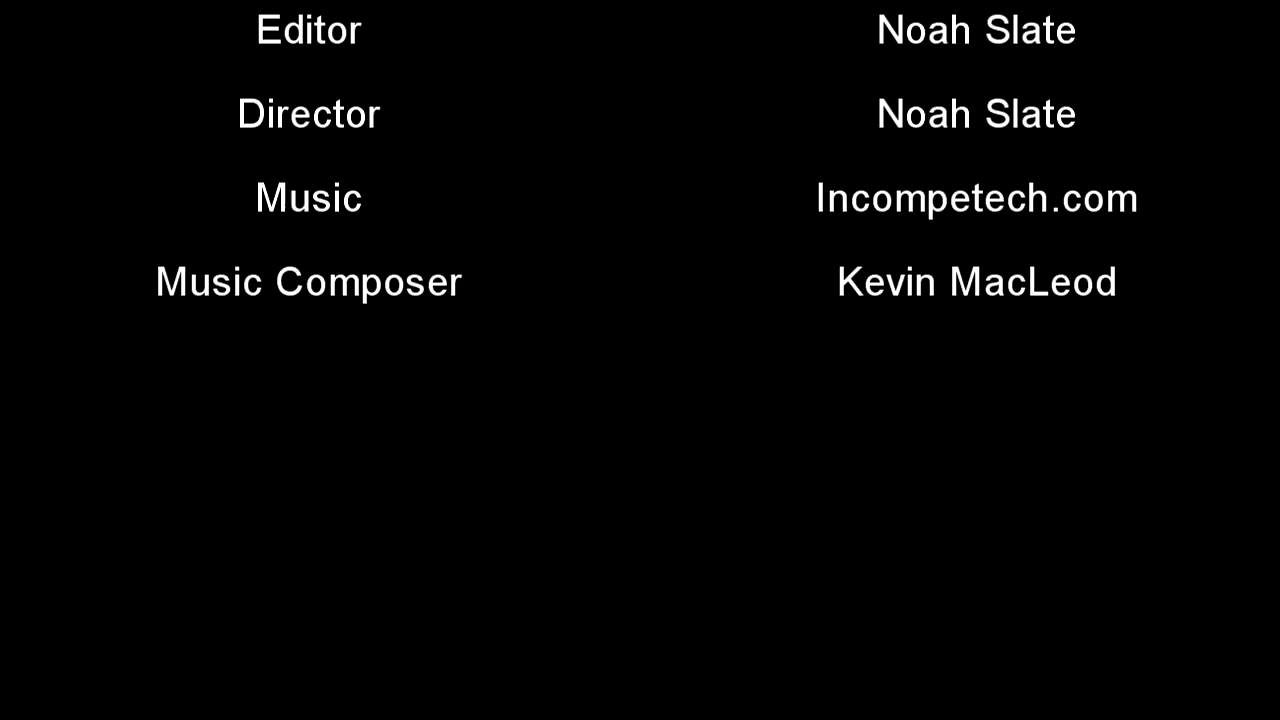 Editor Noah Slate
Director Noah Slate
Music Incompetech.com
Music Composer Kevin MacLeod